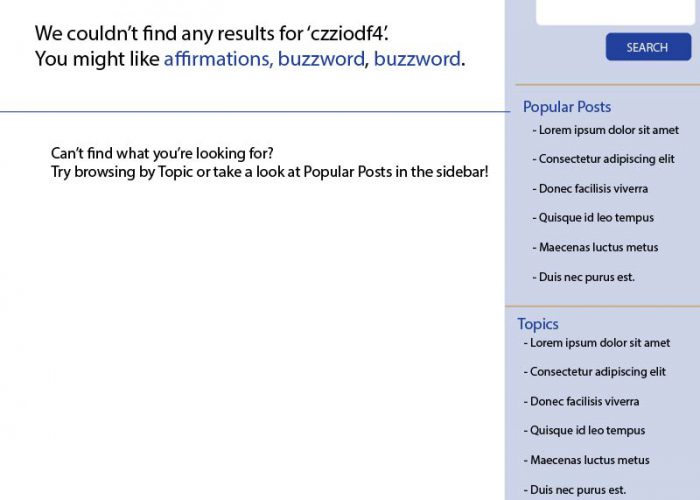 We couldn’t find any results for ‘czziodf4’.
You might like affirmations, buzzword, buzzword.
Can’t find what you’re looking for?
Try browsing by Topic or take a look at Popular Posts in the sidebar!
SEARCH
Popular Posts
- Lorem ipsum dolor sit amet
- Consectetur adipiscing elit
- Donec facilisis viverra
- Quisque id leo tempus
- Maecenas luctus metus
- Duis nec purus est.
Topics
- Lorem ipsum dolor sit amet
- Consectetur adipiscing elit
- Donec facilisis viverra
- Quisque id leo tempus
- Maecenas luctus metus
- Duis nec purus est.